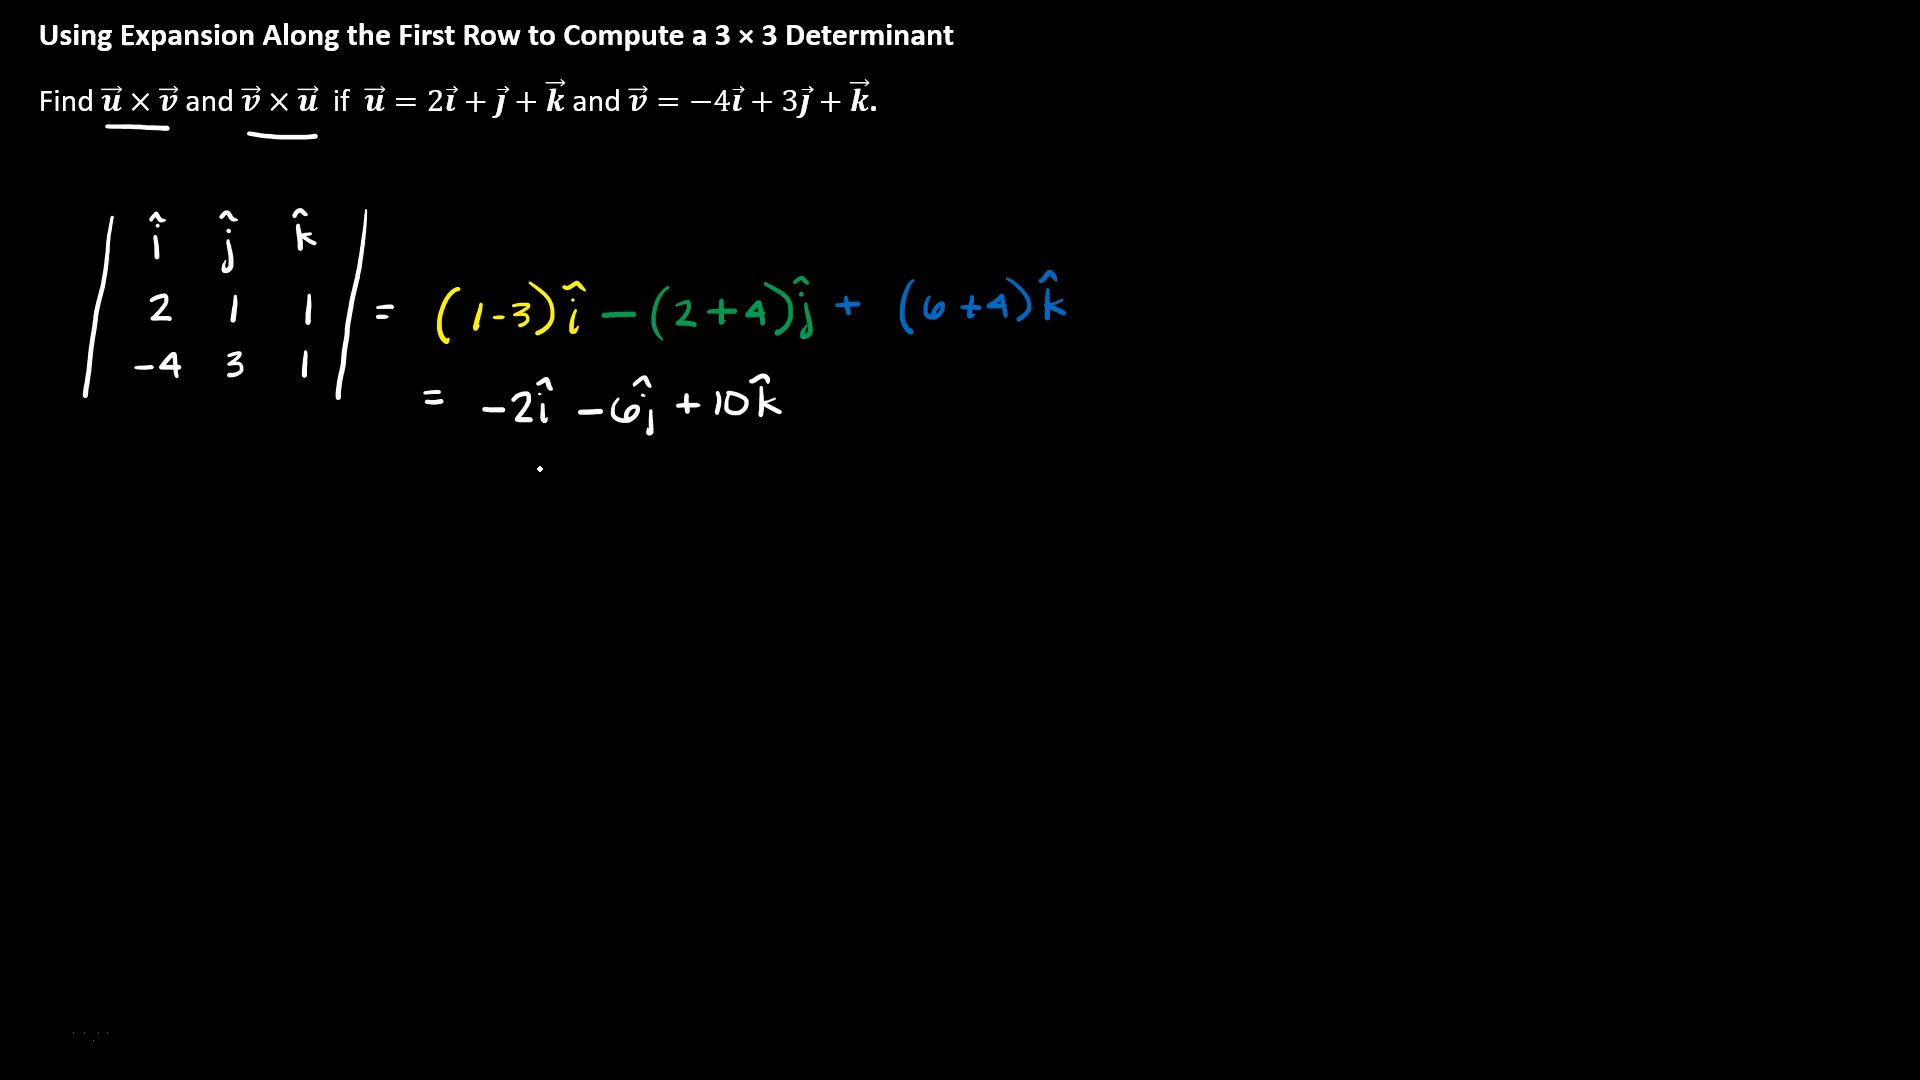 Using Expansion Along the First Row to Compute a 3 × 3 Determinant
Find u⃗ × v⃗ and v⃗ × u⃗ if u⃗ = 2i⃗ + j⃗ + k⃗ and v⃗ = −4i⃗ + 3j⃗ + k⃗.
| î ĵ k̂ |
| 2 1 1 | = (1-3)î − (2+4)ĵ + (6+4)k̂
| -4 3 1 |
= -2î - 6ĵ + 10k̂